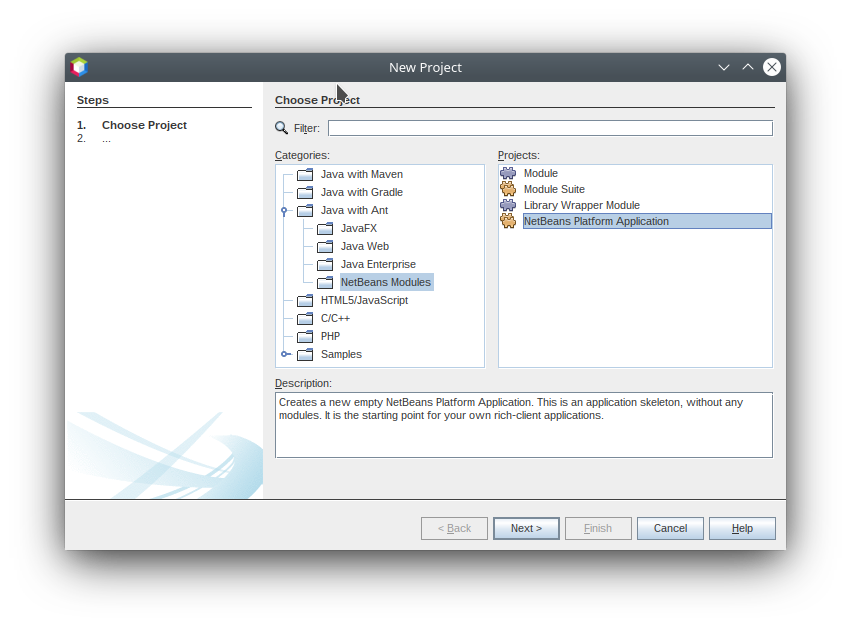 New Project
Steps
1. Choose Project
2. ...
Choose Project
Filter:
Categories:
Java with Maven
Java with Gradle
Java with Ant
JavaFX
Java Web
Java Enterprise
NetBeans Modules
HTML5/JavaScript
C/C++
PHP
Samples
Projects:
Module
Module Suite
Library Wrapper Module
NetBeans Platform Application
Description:
Creates a new empty NetBeans Platform Application. This is an application skeleton, without any
modules. It is the starting point for your own rich-client applications.
< Back Next > Finish Cancel Help